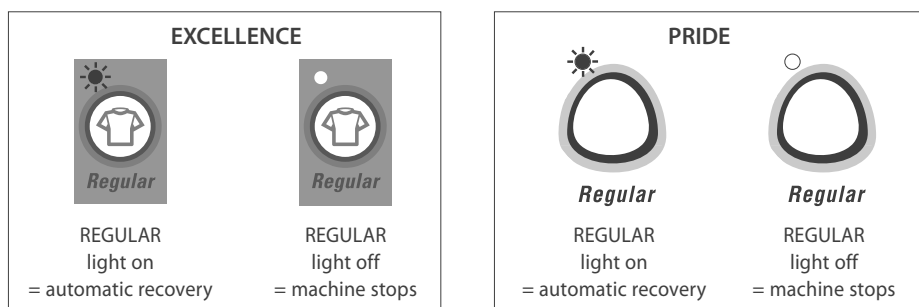 EXCELLENCE
Regular
Regular
REGULAR
light on
= automatic recovery
REGULAR
light off
= machine stops
PRIDE
Regular
Regular
REGULAR
light on
= automatic recovery
REGULAR
light off
= machine stops